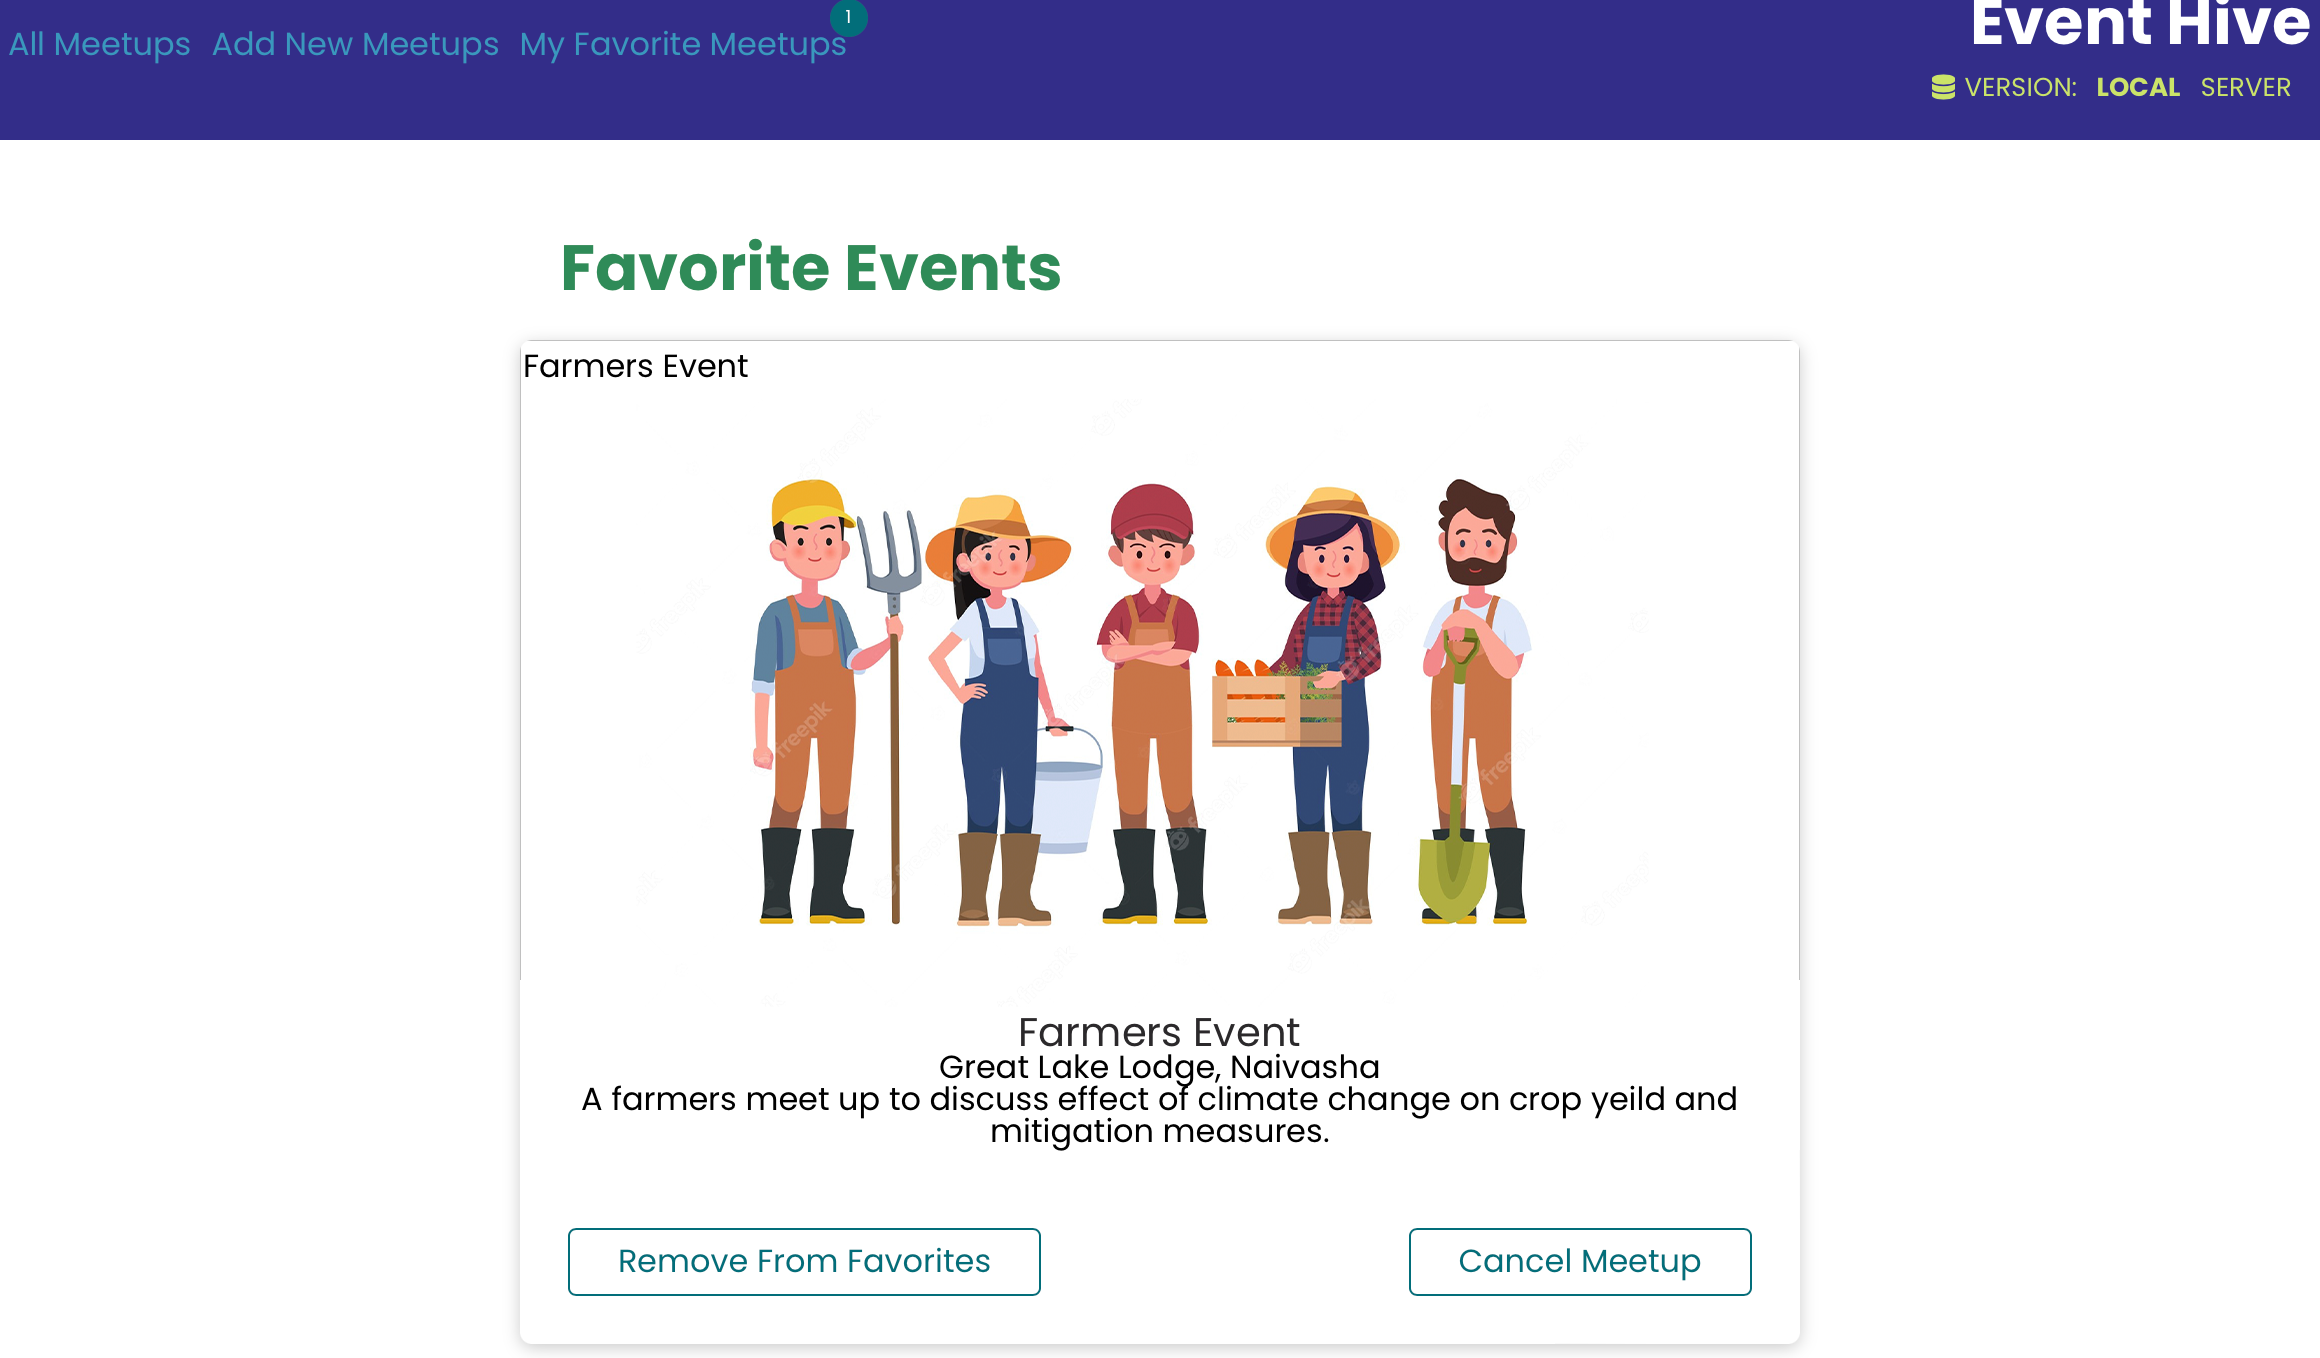 All Meetups Add New Meetups My Favorite Meetups 1
Event Hive
VERSION: LOCAL SERVER
Favorite Events
Farmers Event
freepik
Farmers Event
Great Lake Lodge, Naivasha
A farmers meet up to discuss effect of climate change on crop yeild and
mitigation measures.
Remove From Favorites Cancel Meetup